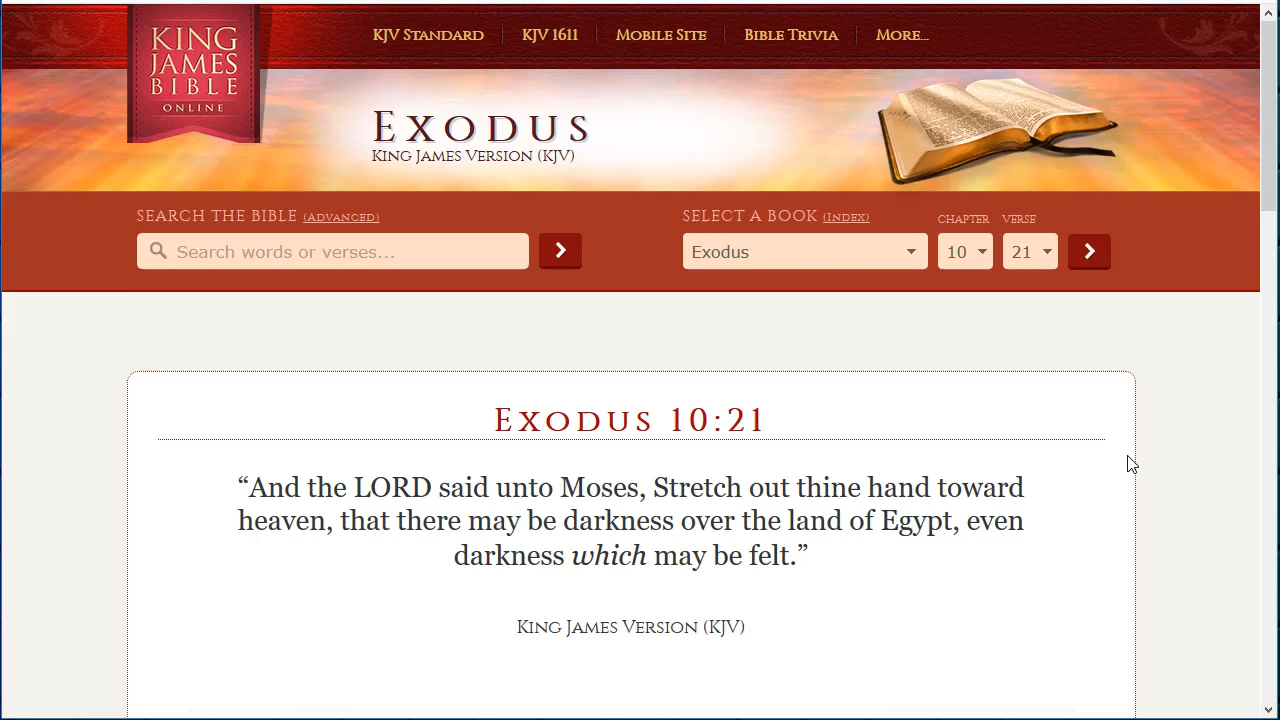 KING
JAMES
BIBLE
ONLINE
KJV Standard
KJV 1611
Mobile Site
Bible Trivia
More...
Exodus
King James Version (KJV)
Search the Bible (Advanced)
Search words or verses...
Select a Book (Index)
Chapter
Verse
Exodus
10
21
Exodus 10:21
“And the LORD said unto Moses, Stretch out thine hand toward
heaven, that there may be darkness over the land of Egypt, even
darkness which may be felt.”
King James Version (KJV)